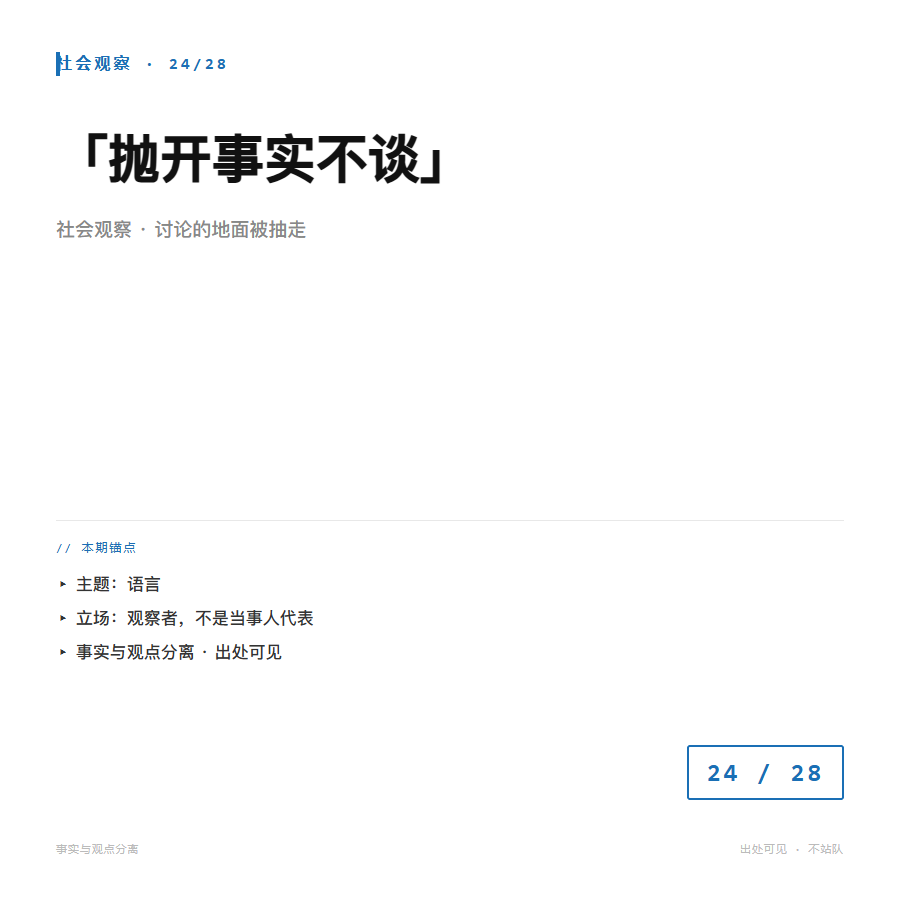 社会观察 · 24/28
「抛开事实不谈」
社会观察 · 讨论的地面被抽走
// 本期锚点
▸ 主题：语言
▸ 立场：观察者，不是当事人代表
▸ 事实与观点分离 · 出处可见
24 / 28
事实与观点分离
出处可见 · 不站队